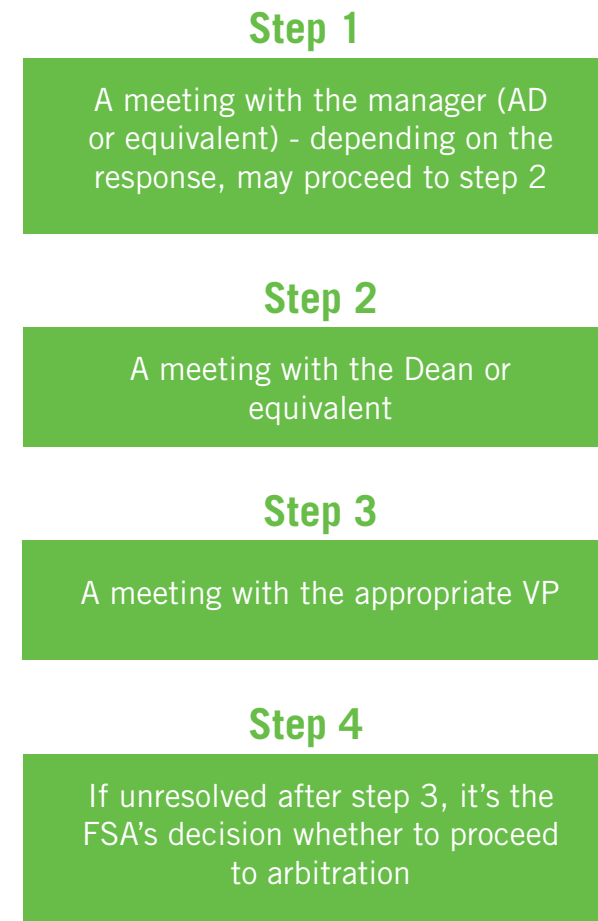 Step 1
A meeting with the manager (AD
or equivalent) - depending on the
response, may proceed to step 2
Step 2
A meeting with the Dean or
equivalent
Step 3
A meeting with the appropriate VP
Step 4
If unresolved after step 3, it’s the
FSA’s decision whether to proceed
to arbitration